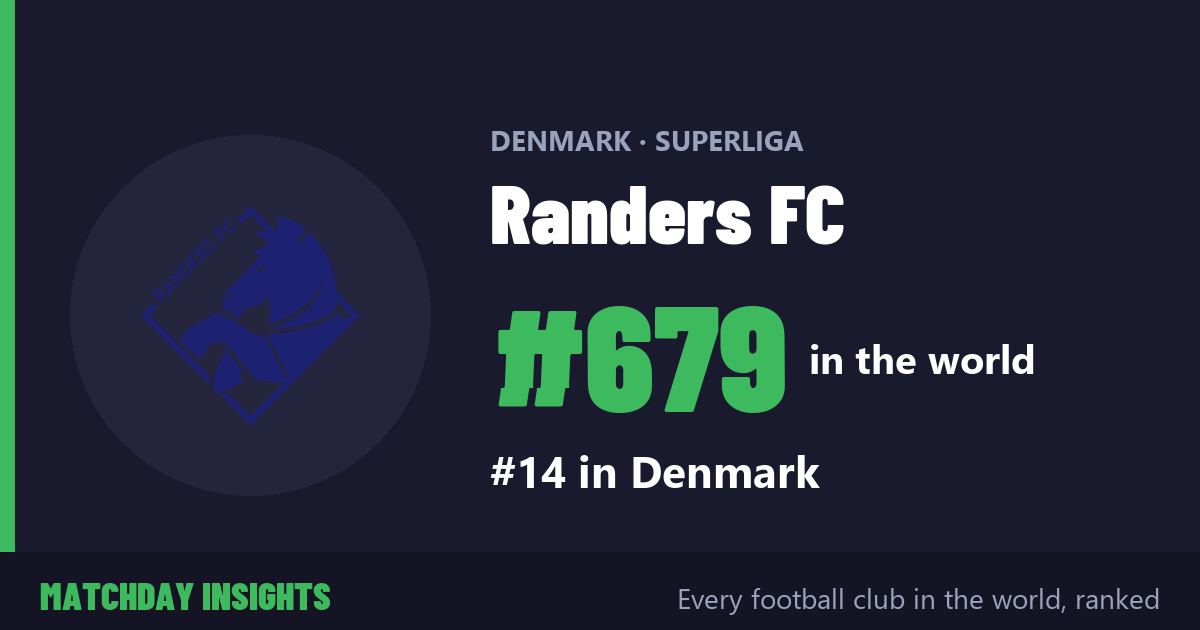 DENMARK · SUPERLIGA
Randers FC
RANDERS FC
#679 in the world
#14 in Denmark
MATCHDAY INSIGHTS
Every football club in the world, ranked